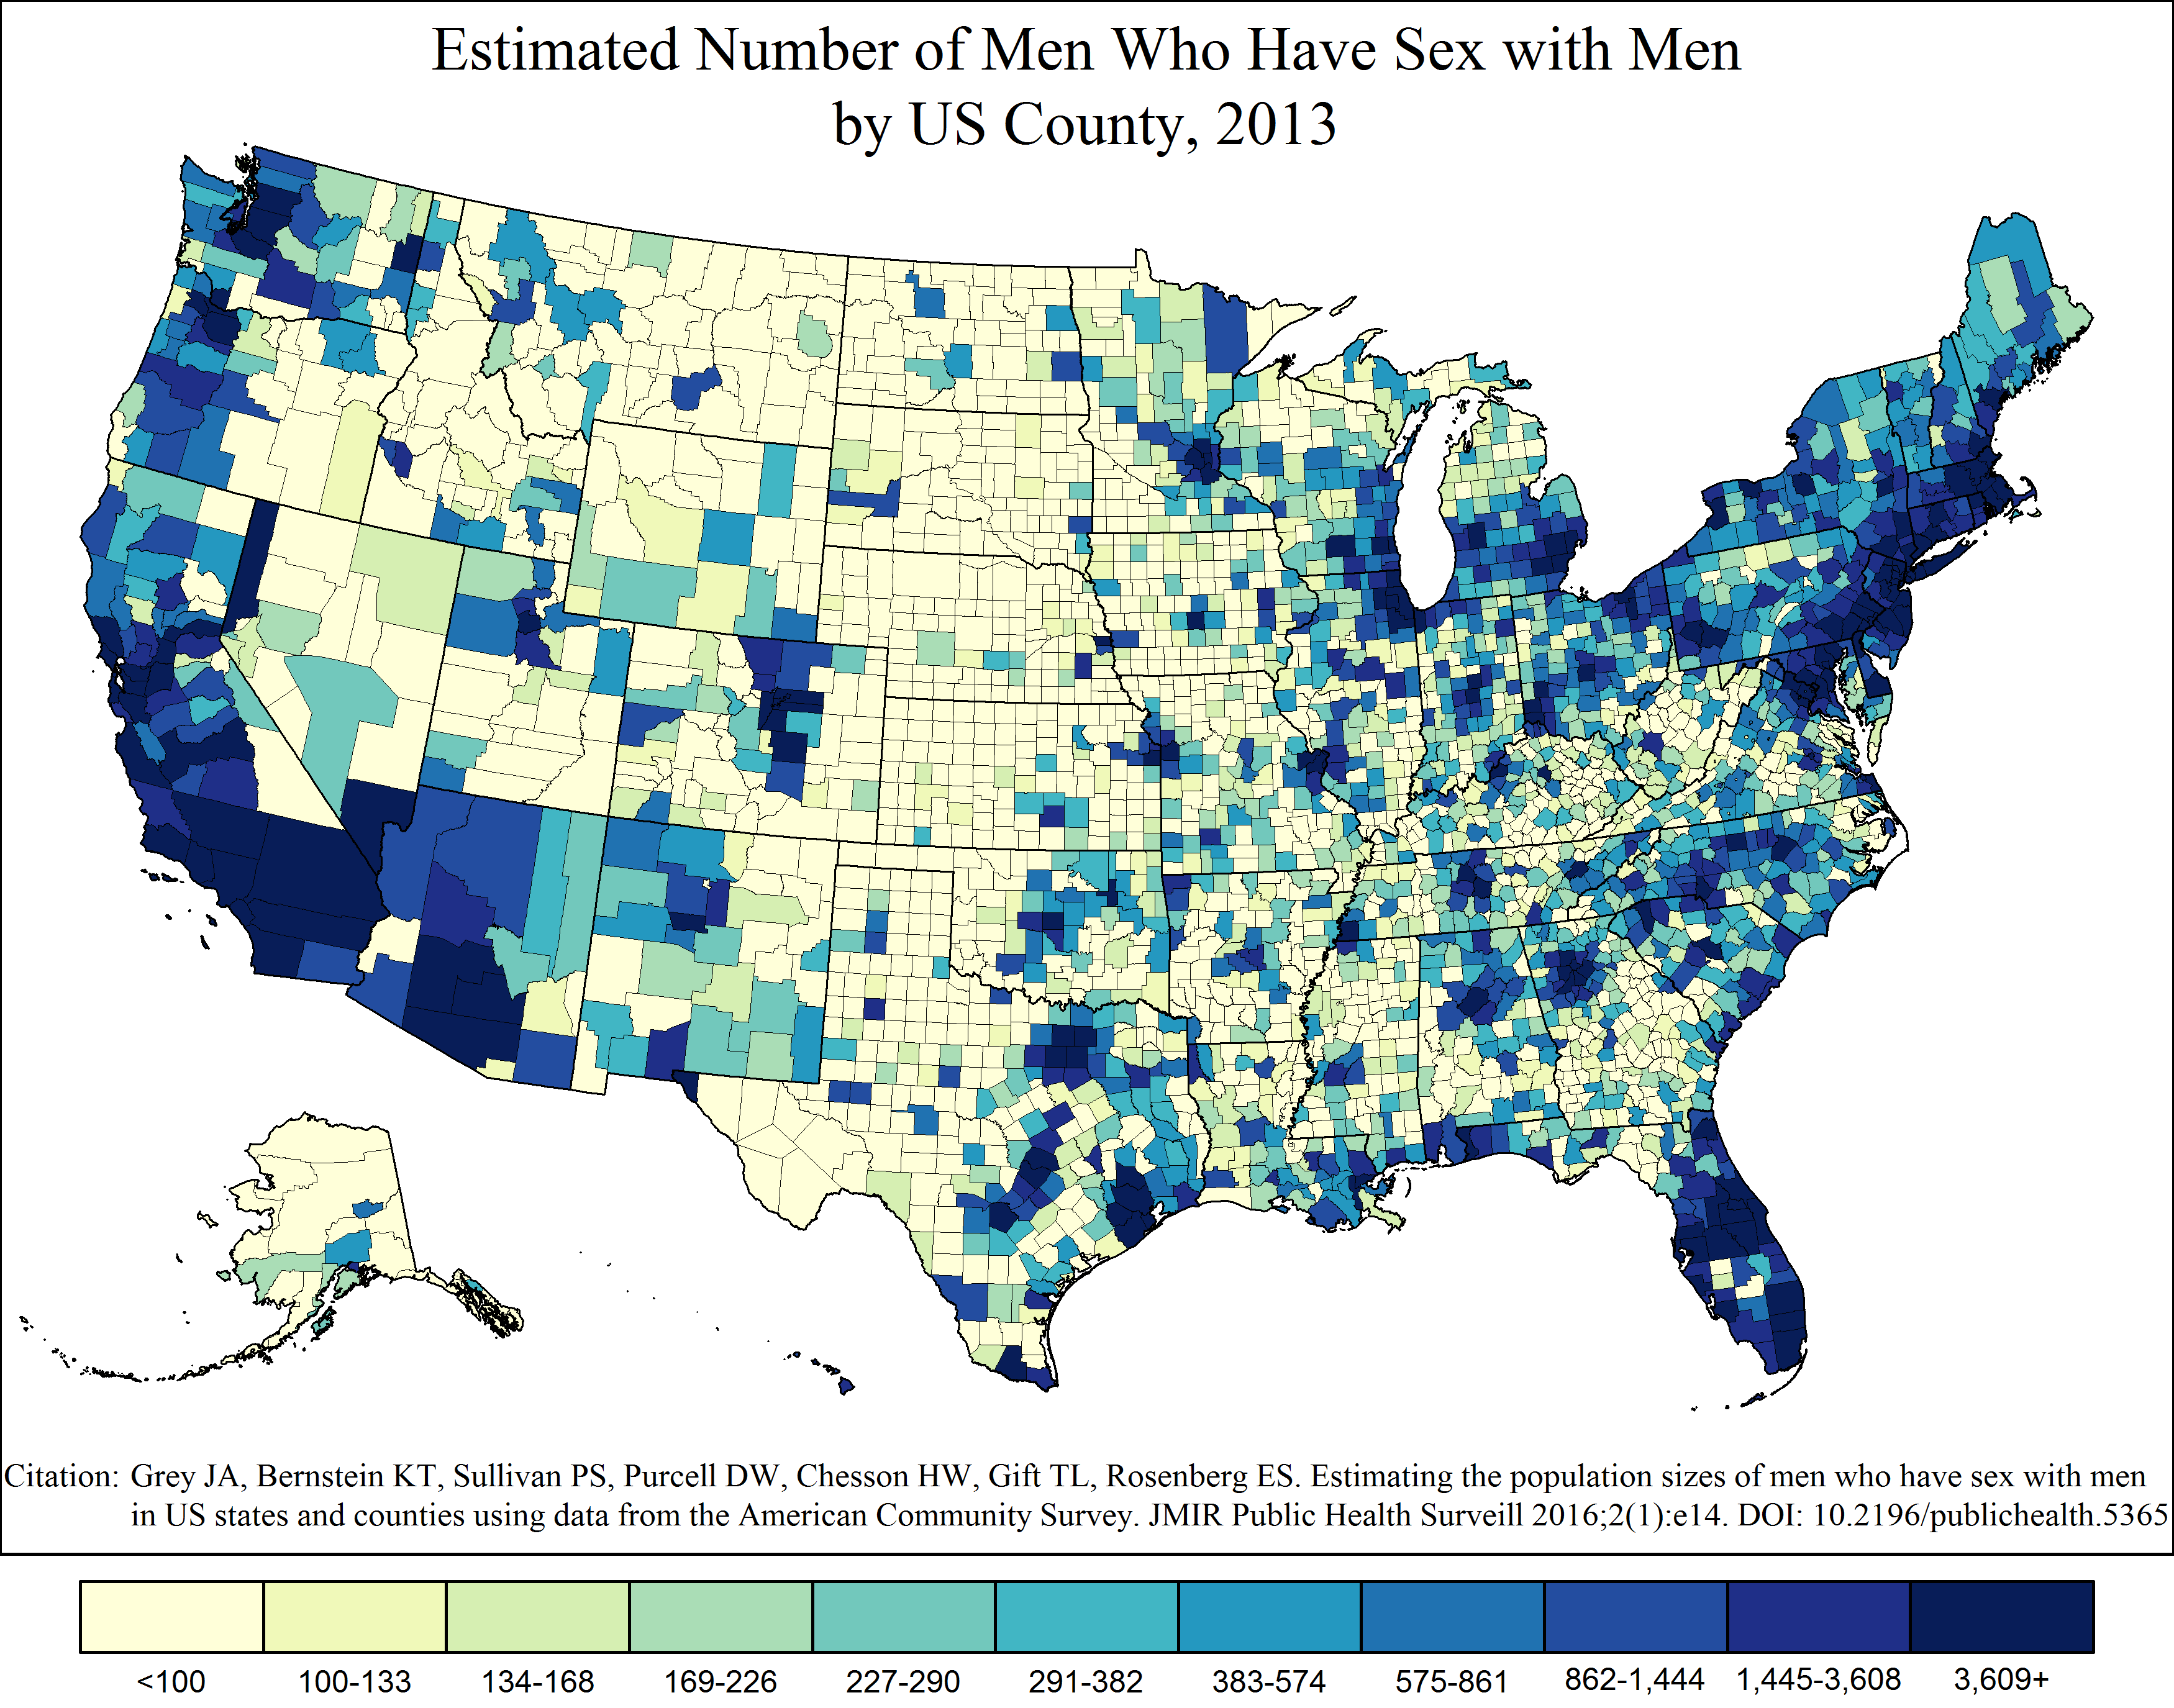 Estimated Number of Men Who Have Sex with Men
by US County, 2013
Citation: Grey JA, Bernstein KT, Sullivan PS, Purcell DW, Chesson HW, Gift TL, Rosenberg ES. Estimating the population sizes of men who have sex with men
in US states and counties using data from the American Community Survey. JMIR Public Health Surveill 2016;2(1):e14. DOI: 10.2196/publichealth.5365
<100 100-133 134-168 169-226 227-290 291-382 383-574 575-861 862-1,444 1,445-3,608 3,609+